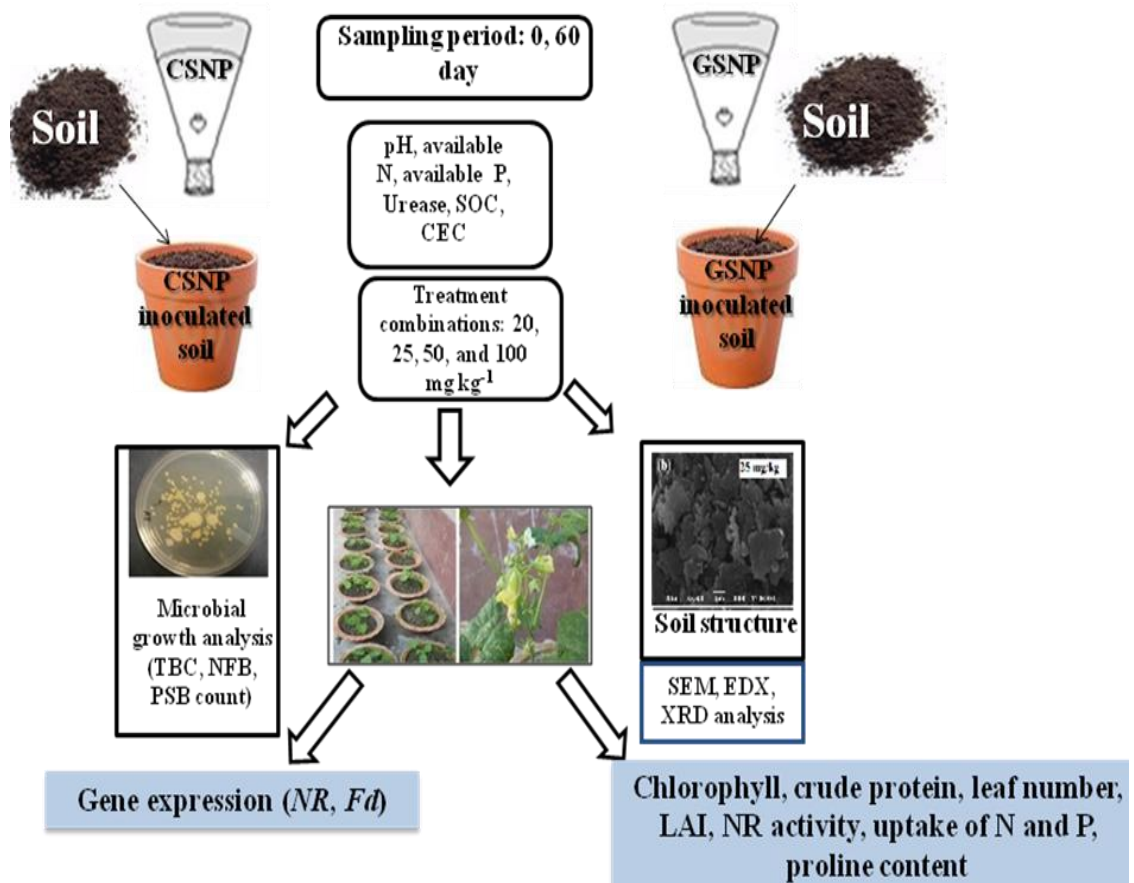 CSNP
Soil
Sampling period: 0, 60
day
GSNP
Soil
pH, available
N, available P,
Urease, SOC,
CEC
CSNP
inoculated
soil
GSNP
inoculated
soil
Treatment
combinations: 20,
25, 50, and 100
mg kg⁻¹
(b)
25 mg/kg
Microbial
growth analysis
(TBC, NFB,
PSB count)
Soil structure
SEM, EDX,
XRD analysis
Gene expression (NR, Fd)
Chlorophyll, crude protein, leaf number,
LAI, NR activity, uptake of N and P,
proline content